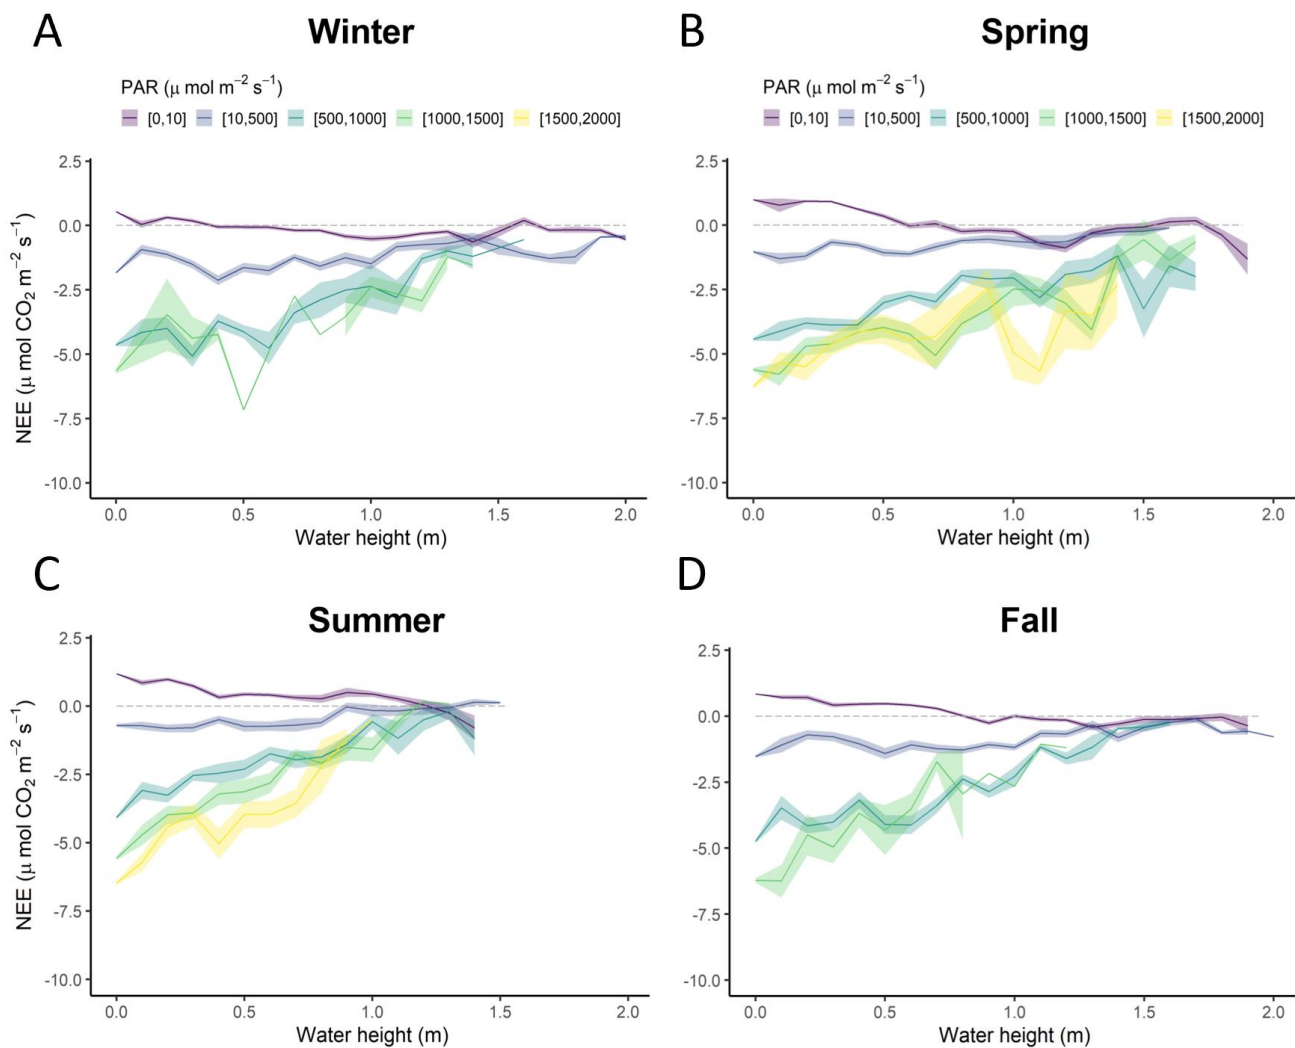 A
Winter
B
Spring
PAR (μ mol m⁻² s⁻¹)
[0,10] [10,500] [500,1000] [1000,1500] [1500,2000]
PAR (μ mol m⁻² s⁻¹)
[0,10] [10,500] [500,1000] [1000,1500] [1500,2000]
NEE (μ mol CO₂ m⁻² s⁻¹)
2.5
0.0
-2.5
-5.0
-7.5
-10.0
0.0 0.5 1.0 1.5 2.0
Water height (m)
2.5
0.0
-2.5
-5.0
-7.5
-10.0
0.0 0.5 1.0 1.5 2.0
Water height (m)
C
Summer
D
Fall
NEE (μ mol CO₂ m⁻² s⁻¹)
2.5
0.0
-2.5
-5.0
-7.5
-10.0
0.0 0.5 1.0 1.5 2.0
Water height (m)
2.5
0.0
-2.5
-5.0
-7.5
-10.0
0.0 0.5 1.0 1.5 2.0
Water height (m)